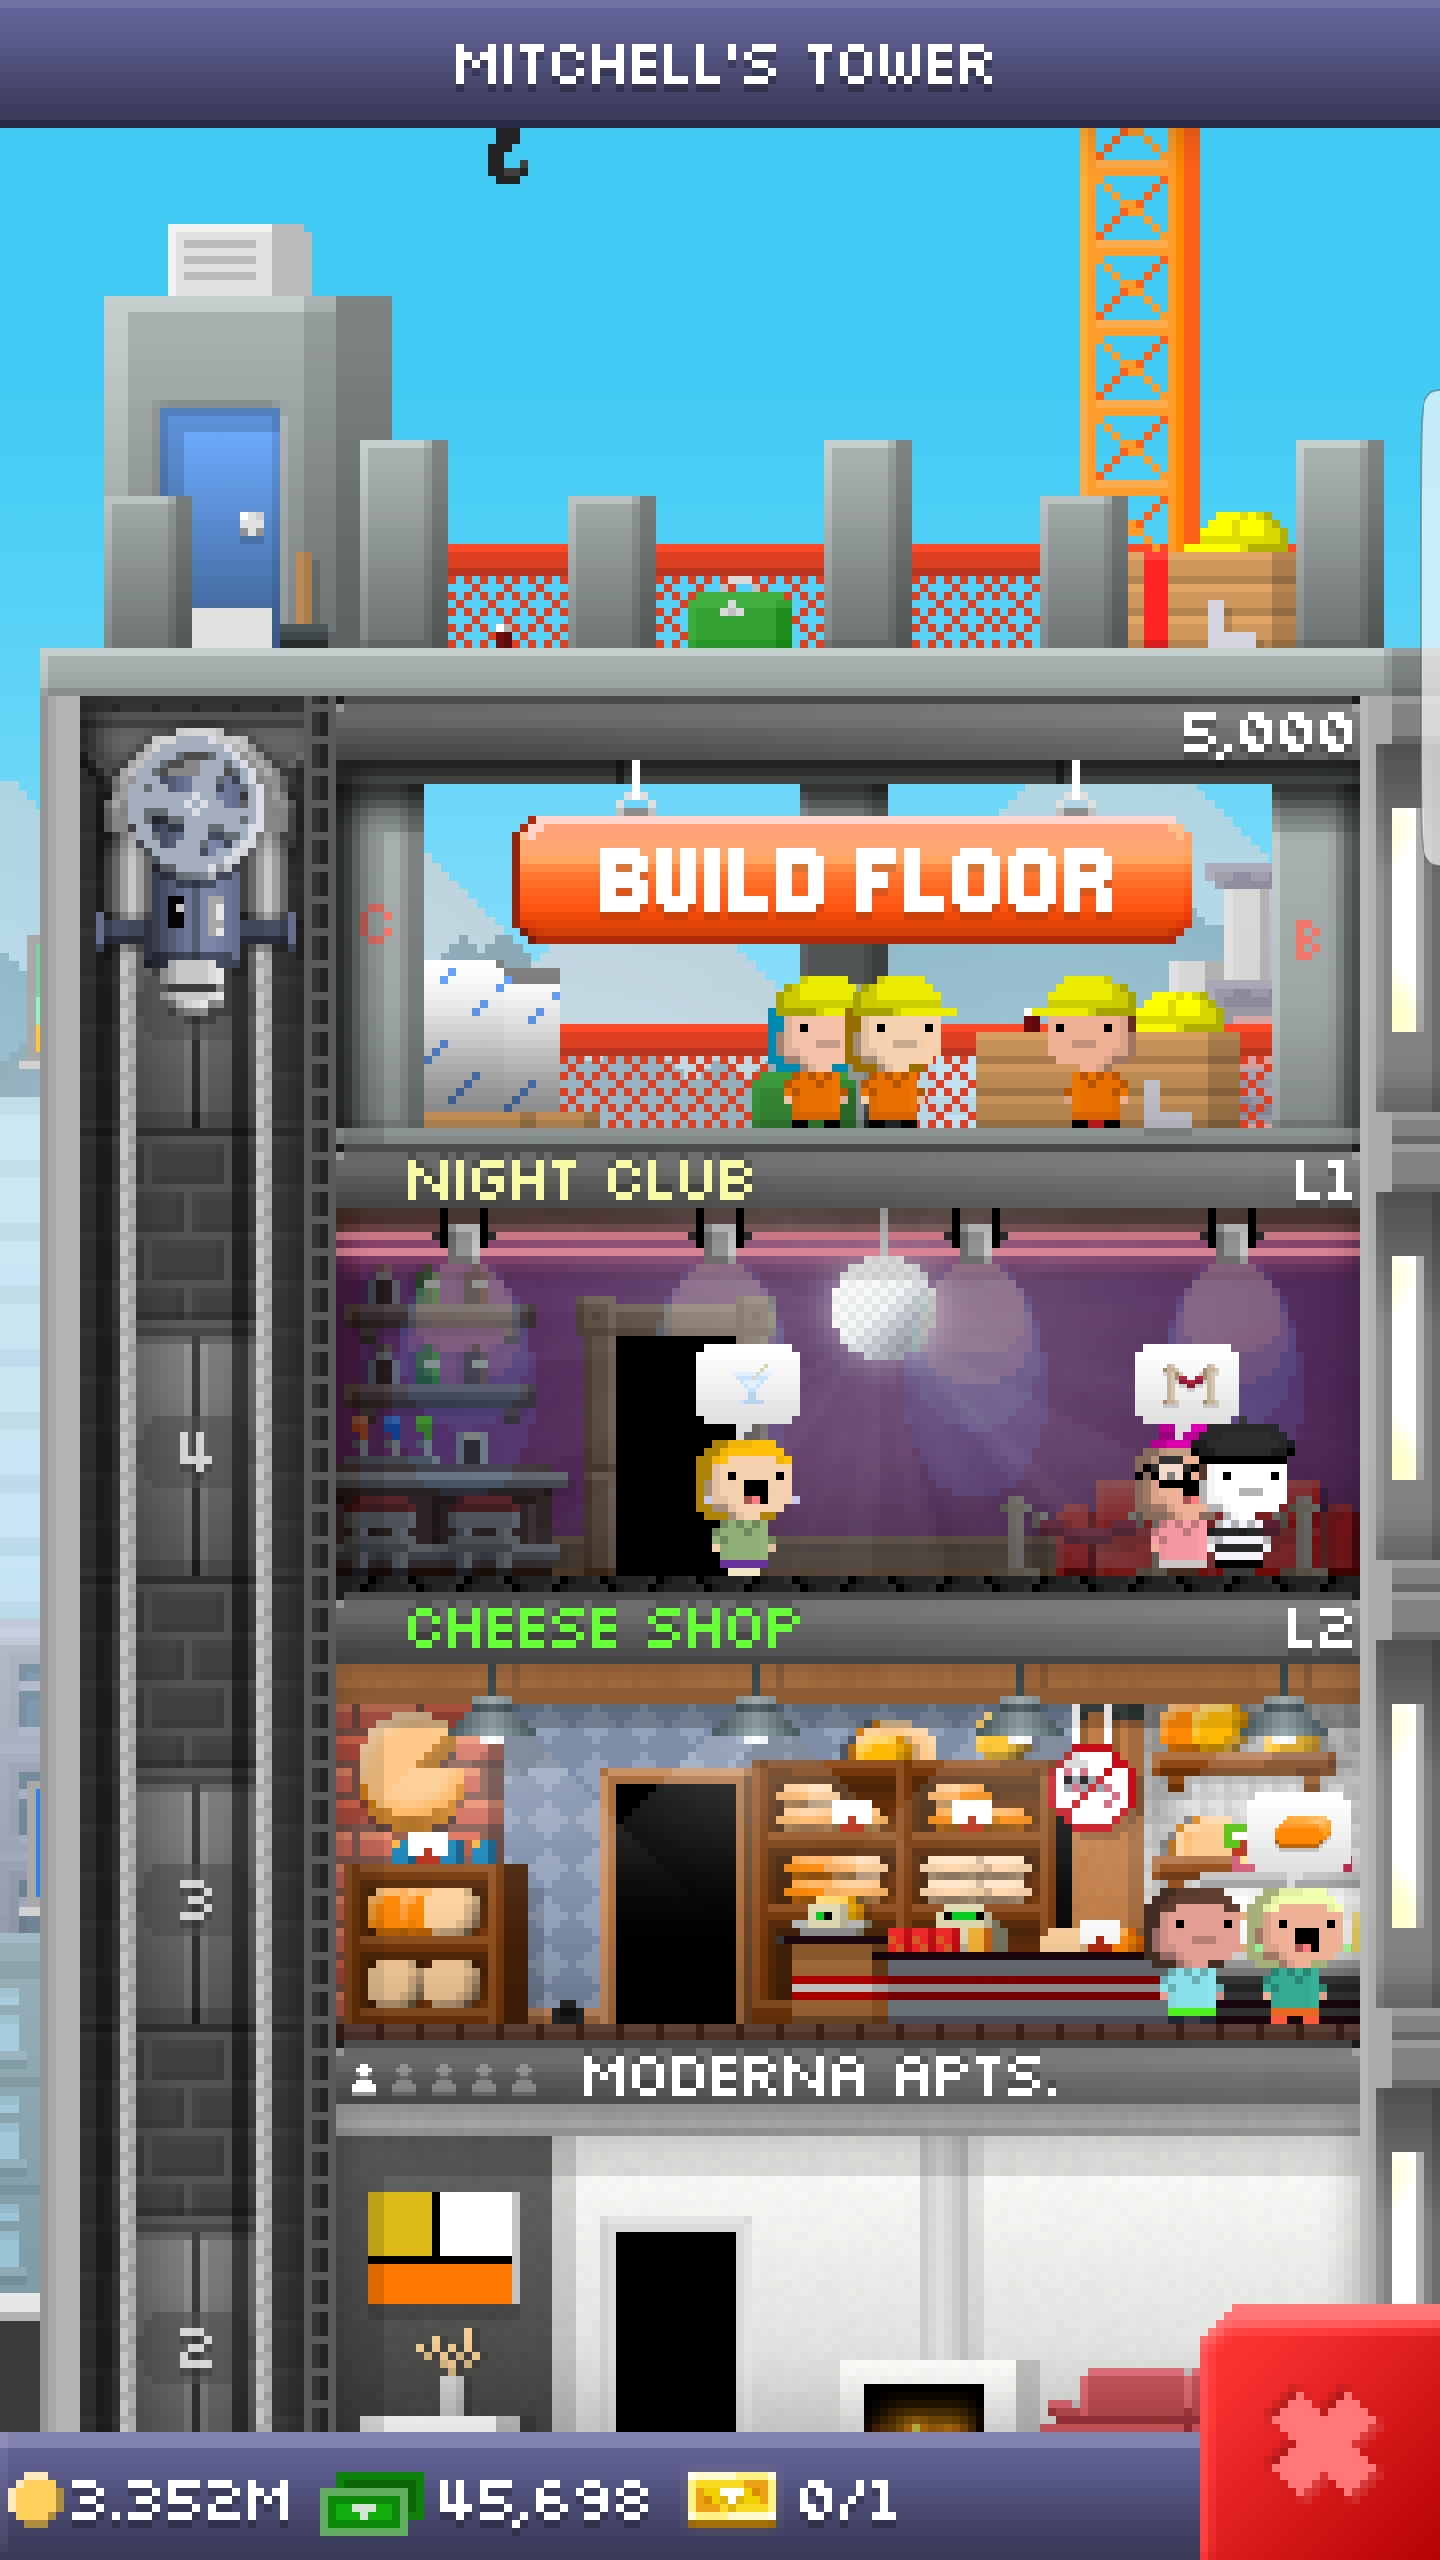 MITCHELL'S TOWER
5,000
BUILD FLOOR
C
B
NIGHT CLUB L1
4
CHEESE SHOP L2
3
MODERNA APTS.
2
3.352M 45,698 0/1